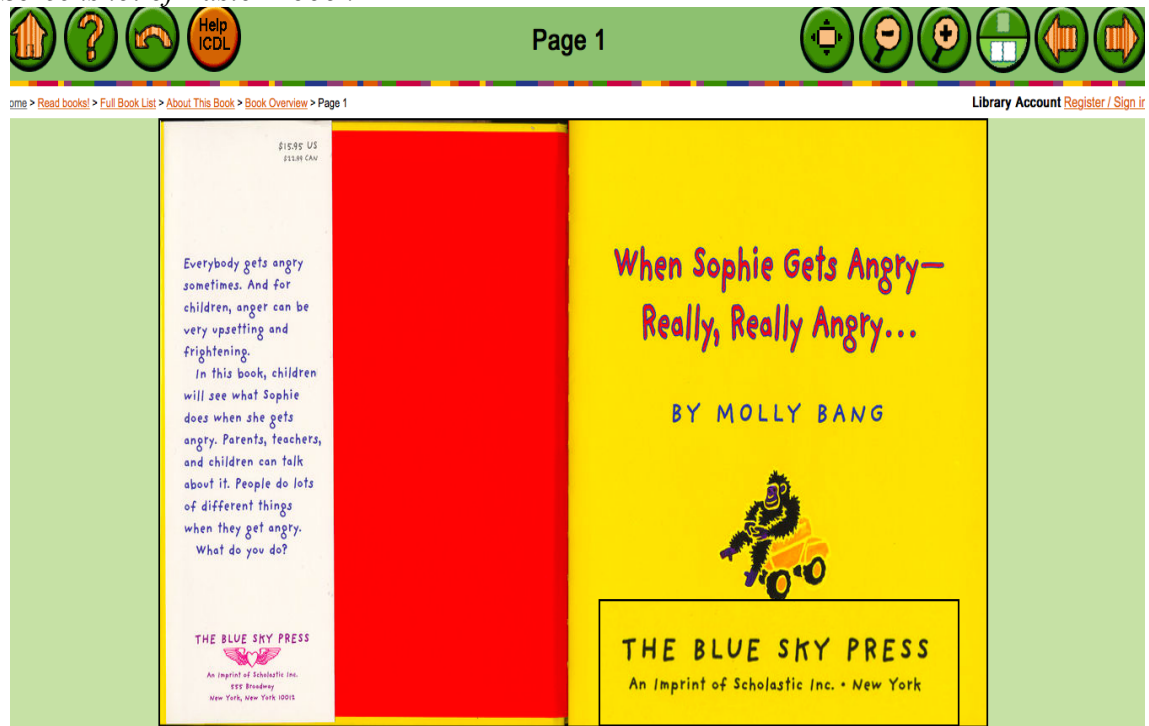 Help
ICDL
Page 1
ome > Read books! > Full Book List > About This Book > Book Overview > Page 1
Library Account Register / Sign in
$15.95 US
$22.99 CAN
Everybody gets angry
sometimes. And for
children, anger can be
very upsetting and
frightening.
In this book, children
will see what Sophie
does when she gets
angry. Parents, teachers,
and children can talk
about it. People do lots
of different things
when they get angry.
What do you do?
THE BLUE SKY PRESS
An Imprint of Scholastic Inc.
555 Broadway
New York, New York 10012
When Sophie Gets Angry—
Really, Really Angry...
BY MOLLY BANG
THE BLUE SKY PRESS
An Imprint of Scholastic Inc. • New York